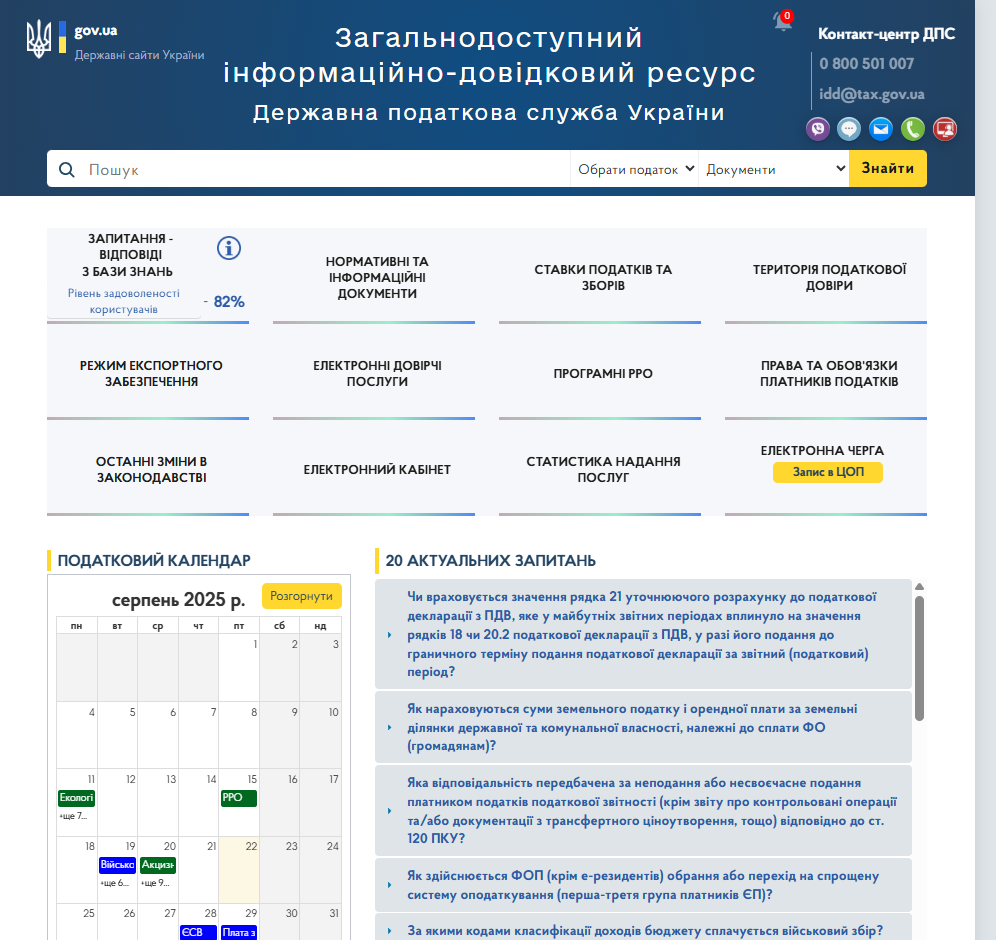 gov.ua
Державні сайти України
Загальнодоступний
інформаційно-довідковий ресурс
Державна податкова служба України
0
Контакт-центр ДПС
0 800 501 007
idd@tax.gov.ua
Пошук
Обрати податок
Документи
Знайти
ЗАПИТАННЯ -
ВІДПОВІДІ
З БАЗИ ЗНАНЬ
Рівень задоволеності
користувачів
- 82%
НОРМАТИВНІ ТА
ІНФОРМАЦІЙНІ
ДОКУМЕНТИ
СТАВКИ ПОДАТКІВ ТА
ЗБОРІВ
ТЕРИТОРІЯ ПОДАТКОВОЇ
ДОВІРИ
РЕЖИМ ЕКСПОРТНОГО
ЗАБЕЗПЕЧЕННЯ
ЕЛЕКТРОННІ ДОВІРЧІ
ПОСЛУГИ
ПРОГРАМНІ РРО
ПРАВА ТА ОБОВ'ЯЗКИ
ПЛАТНИКІВ ПОДАТКІВ
ОСТАННІ ЗМІНИ В
ЗАКОНОДАВСТВІ
ЕЛЕКТРОННИЙ КАБІНЕТ
СТАТИСТИКА НАДАННЯ
ПОСЛУГ
ЕЛЕКТРОННА ЧЕРГА
Запис в ЦОП
ПОДАТКОВИЙ КАЛЕНДАР
серпень 2025 р.
Розгорнути
пн вт ср чт пт сб нд
1 2 3
4 5 6 7 8 9 10
11 12 13 14 15 16 17
Екологі РРО
+ще 7...
18 19 20 21 22 23 24
Військо Акцизн
+ще 6... +ще 9...
25 26 27 28 29 30 31
ЄСВ Плата з
20 АКТУАЛЬНИХ ЗАПИТАНЬ
Чи враховується значення рядка 21 уточнюючого розрахунку до податкової
декларації з ПДВ, яке у майбутніх звітних періодах вплинуло на значення
рядків 18 чи 20.2 податкової декларації з ПДВ, у разі його подання до
граничного терміну подання податкової декларації за звітний (податковий)
період?
Як нараховуються суми земельного податку і орендної плати за земельні
ділянки державної та комунальної власності, належні до сплати ФО
(громадянам)?
Яка відповідальність передбачена за неподання або несвоєчасне подання
платником податків податкової звітності (крім звіту про контрольовані операції
та/або документації з трансфертного ціноутворення, тощо) відповідно до ст.
120 ПКУ?
Як здійснюється ФОП (крім е-резидентів) обрання або перехід на спрощену
систему оподаткування (перша-третя група платників ЄП)?
За якими кодами класифікації доходів бюджету сплачується військовий збір?